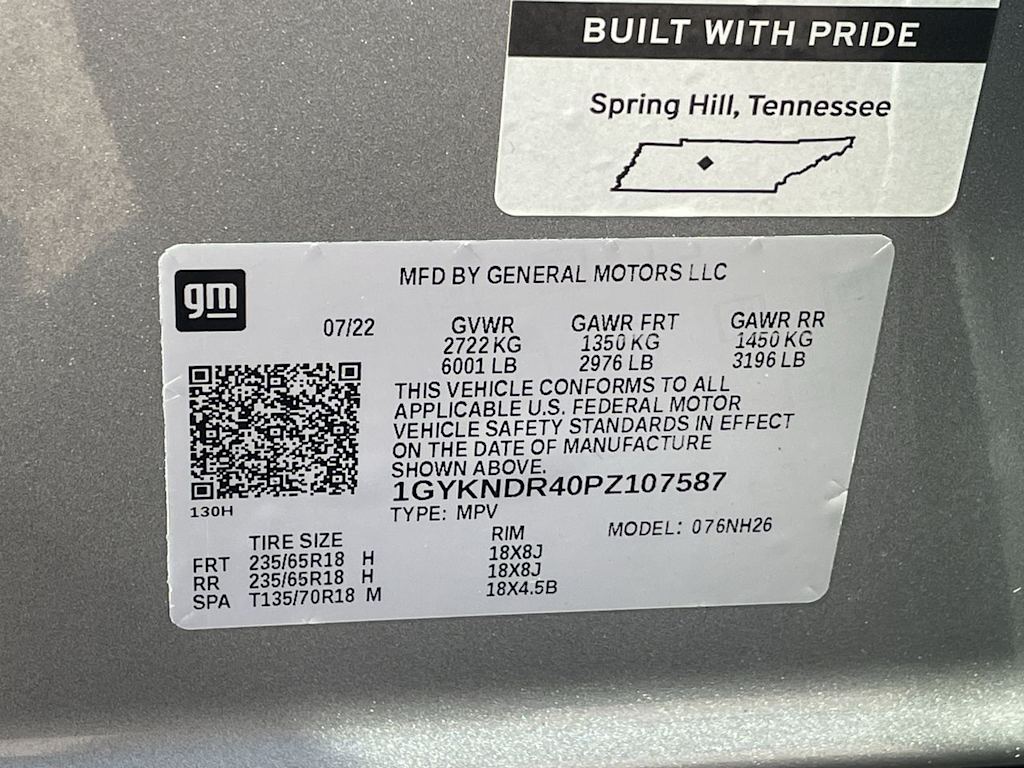 BUILT WITH PRIDE
Spring Hill, Tennessee
gm
MFD BY GENERAL MOTORS LLC
07/22 GVWR GAWR FRT GAWR RR
2722 KG 1350 KG 1450 KG
6001 LB 2976 LB 3196 LB
THIS VEHICLE CONFORMS TO ALL
APPLICABLE U.S. FEDERAL MOTOR
VEHICLE SAFETY STANDARDS IN EFFECT
ON THE DATE OF MANUFACTURE
SHOWN ABOVE.
1GYKNDR40PZ107587
130H
TYPE: MPV
TIRE SIZE RIM MODEL: 076NH26
FRT 235/65R18 H 18X8J
RR 235/65R18 H 18X8J
SPA T135/70R18 M 18X4.5B